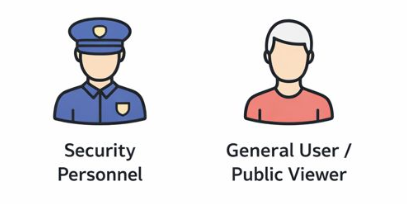 Security
Personnel
General User /
Public Viewer